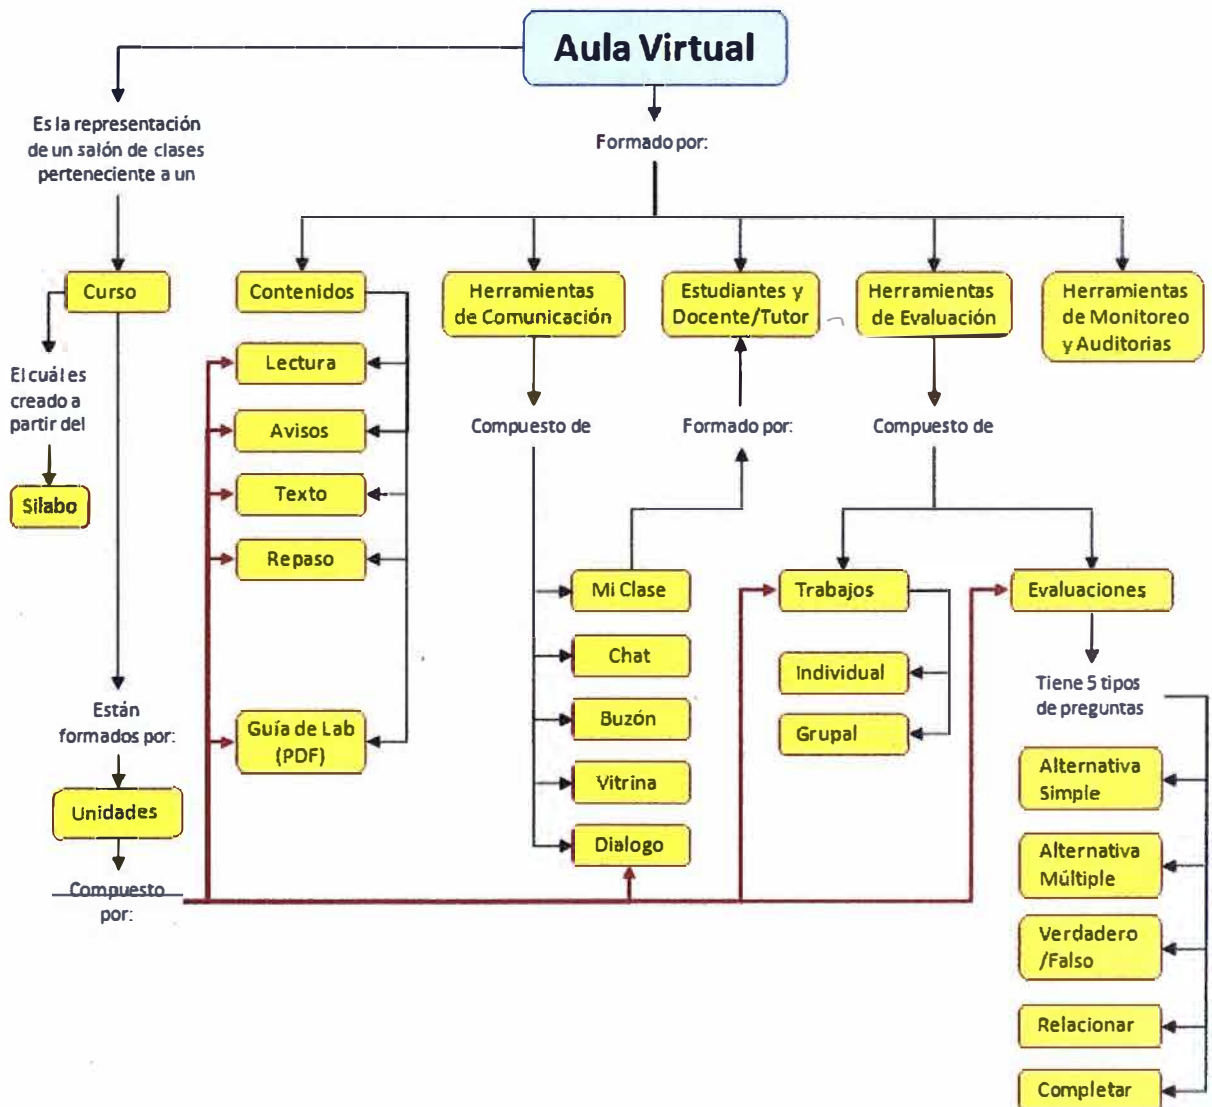 Aula Virtual
Es la representación
de un salón de clases
perteneciente a un
Formado por:
Curso
Contenidos
Herramientas
de Comunicación
Estudiantes y
Docente/Tutor
Herramientas
de Evaluación
Herramientas
de Monitoreo
y Auditorias
El cuál es
creado a
partir del
Silabo
Lectura
Avisos
Texto
Repaso
Guía de Lab
(PDF)
Compuesto de
Formado por:
Compuesto de
Mi Clase
Chat
Buzón
Vitrina
Dialogo
Trabajos
Individual
Grupal
Evaluaciones
Tiene 5 tipos
de preguntas
Alternativa
Simple
Alternativa
Múltiple
Verdadero
/Falso
Relacionar
Completar
Están
formados por:
Unidades
Compuesto
por: